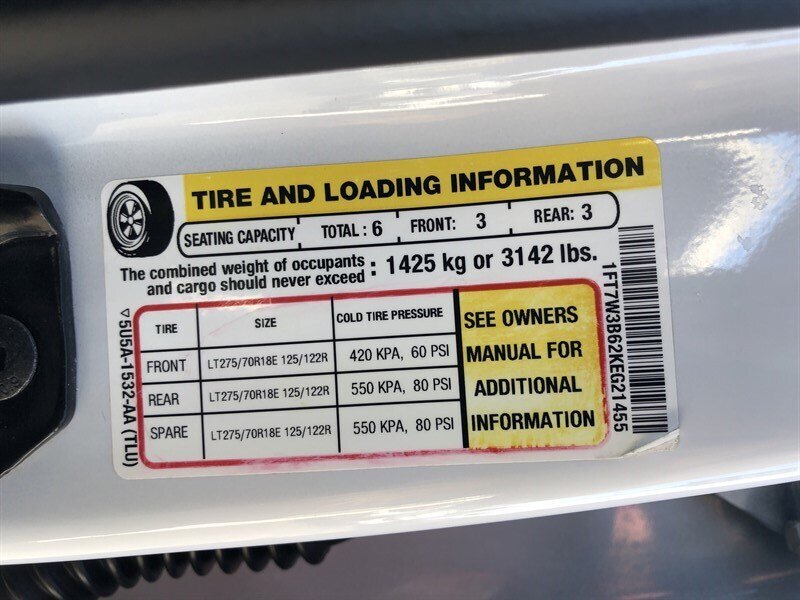 TIRE AND LOADING INFORMATION
SEATING CAPACITY TOTAL : 6 FRONT: 3 REAR: 3
The combined weight of occupants and cargo should never exceed : 1425 kg or 3142 lbs.
TIRE SIZE COLD TIRE PRESSURE
FRONT LT275/70R18E 125/122R 420 KPA, 60 PSI
REAR LT275/70R18E 125/122R 550 KPA, 80 PSI
SPARE LT275/70R18E 125/122R 550 KPA, 80 PSI
SEE OWNERS
MANUAL FOR
ADDITIONAL
INFORMATION
5U5A-1532-AA (TLU)
1FT7W3B62KEG21455